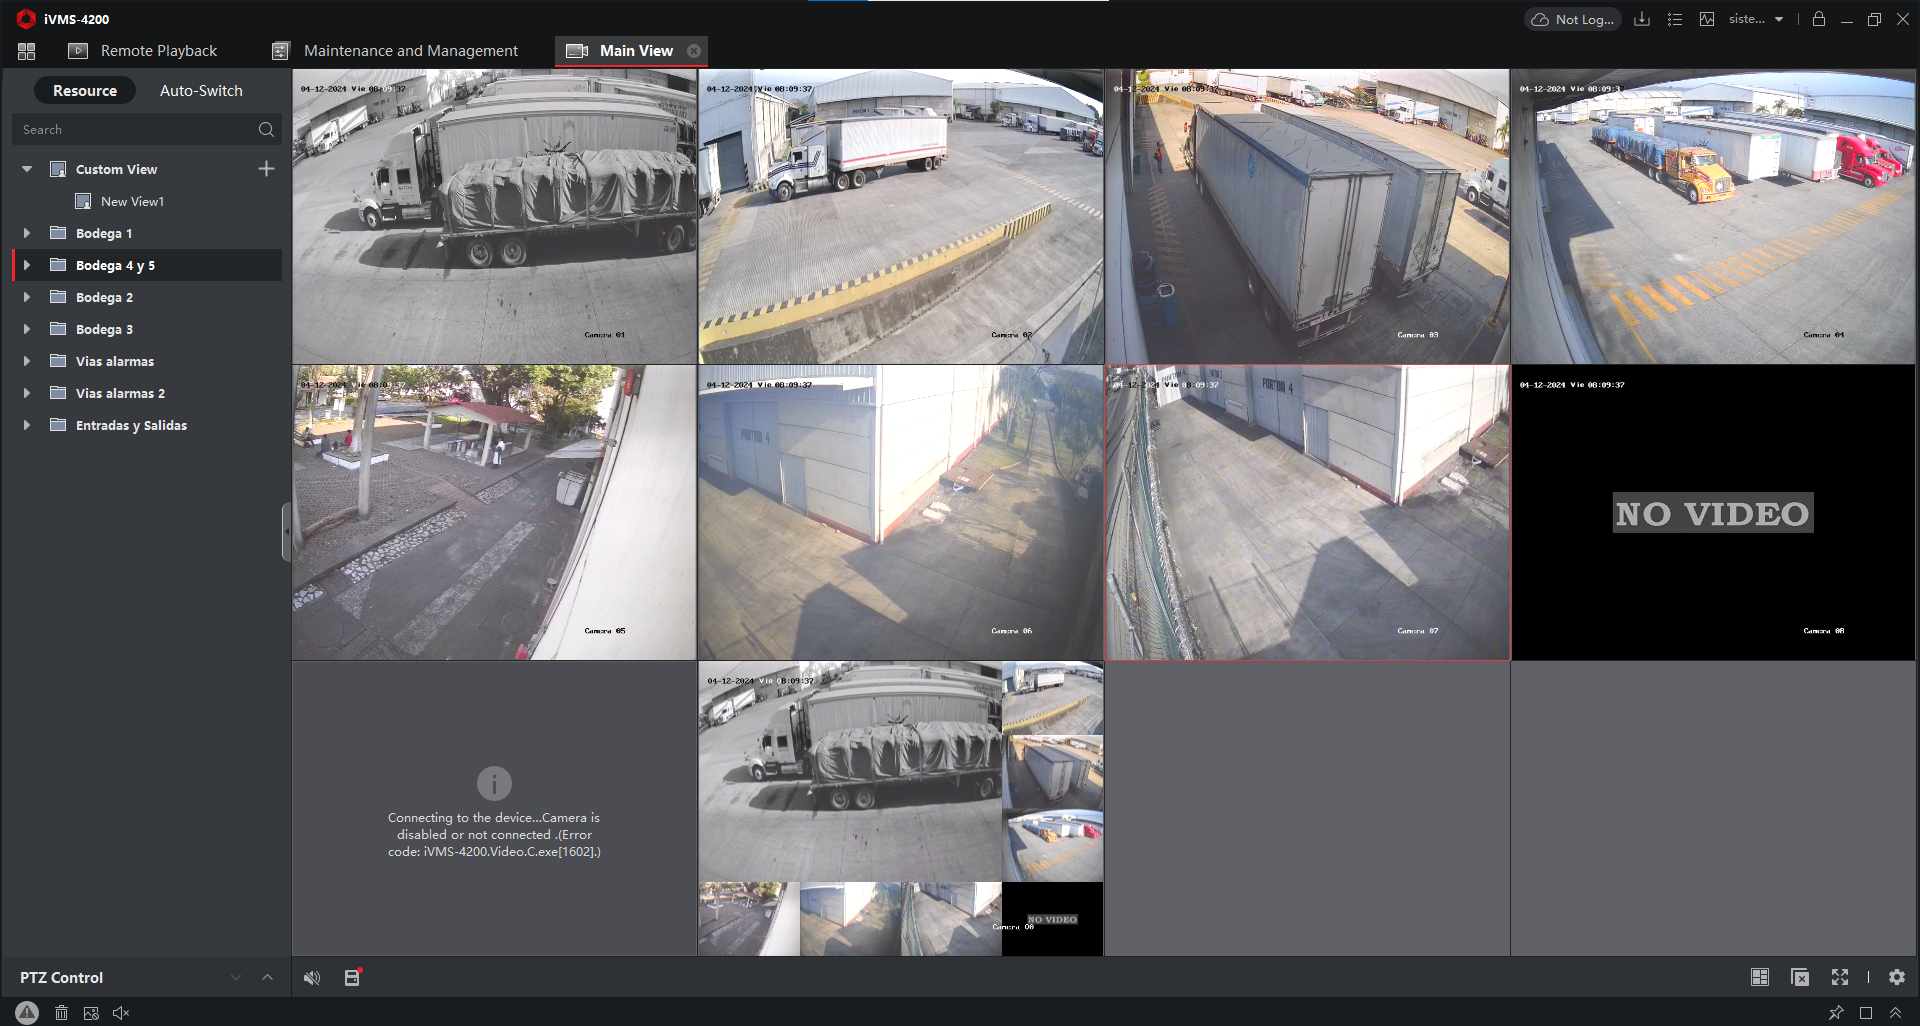 iVMS-4200
Not Log...
siste...
Remote Playback
Maintenance and Management
Main View
Resource
Auto-Switch
Search
Custom View
New View1
Bodega 1
Bodega 4 y 5
Bodega 2
Bodega 3
Vias alarmas
Vias alarmas 2
Entradas y Salidas
PTZ Control
04-12-2024 Vie 08:09:37
Camera 01
04-12-2024 Vie 08:09:37
Camera 02
04-12-2024 Vie 08:09:37
Camera 03
04-12-2024 Vie 08:09:3
Camera 04
04-12-2024 Vie 08:09:37
Camera 05
04-12-2024 Vie 08:09:37
PORTON 4
Camera 06
04-12-2024 Vie 08:09:37
PORTON 4
Camera 07
04-12-2024 Vie 08:09:37
NO VIDEO
Camera 08
Connecting to the device...Camera is
disabled or not connected .(Error
code: iVMS-4200.Video.C.exe[1602].)
04-12-2024 Vie 08:09:37
NO VIDEO
Camera 00